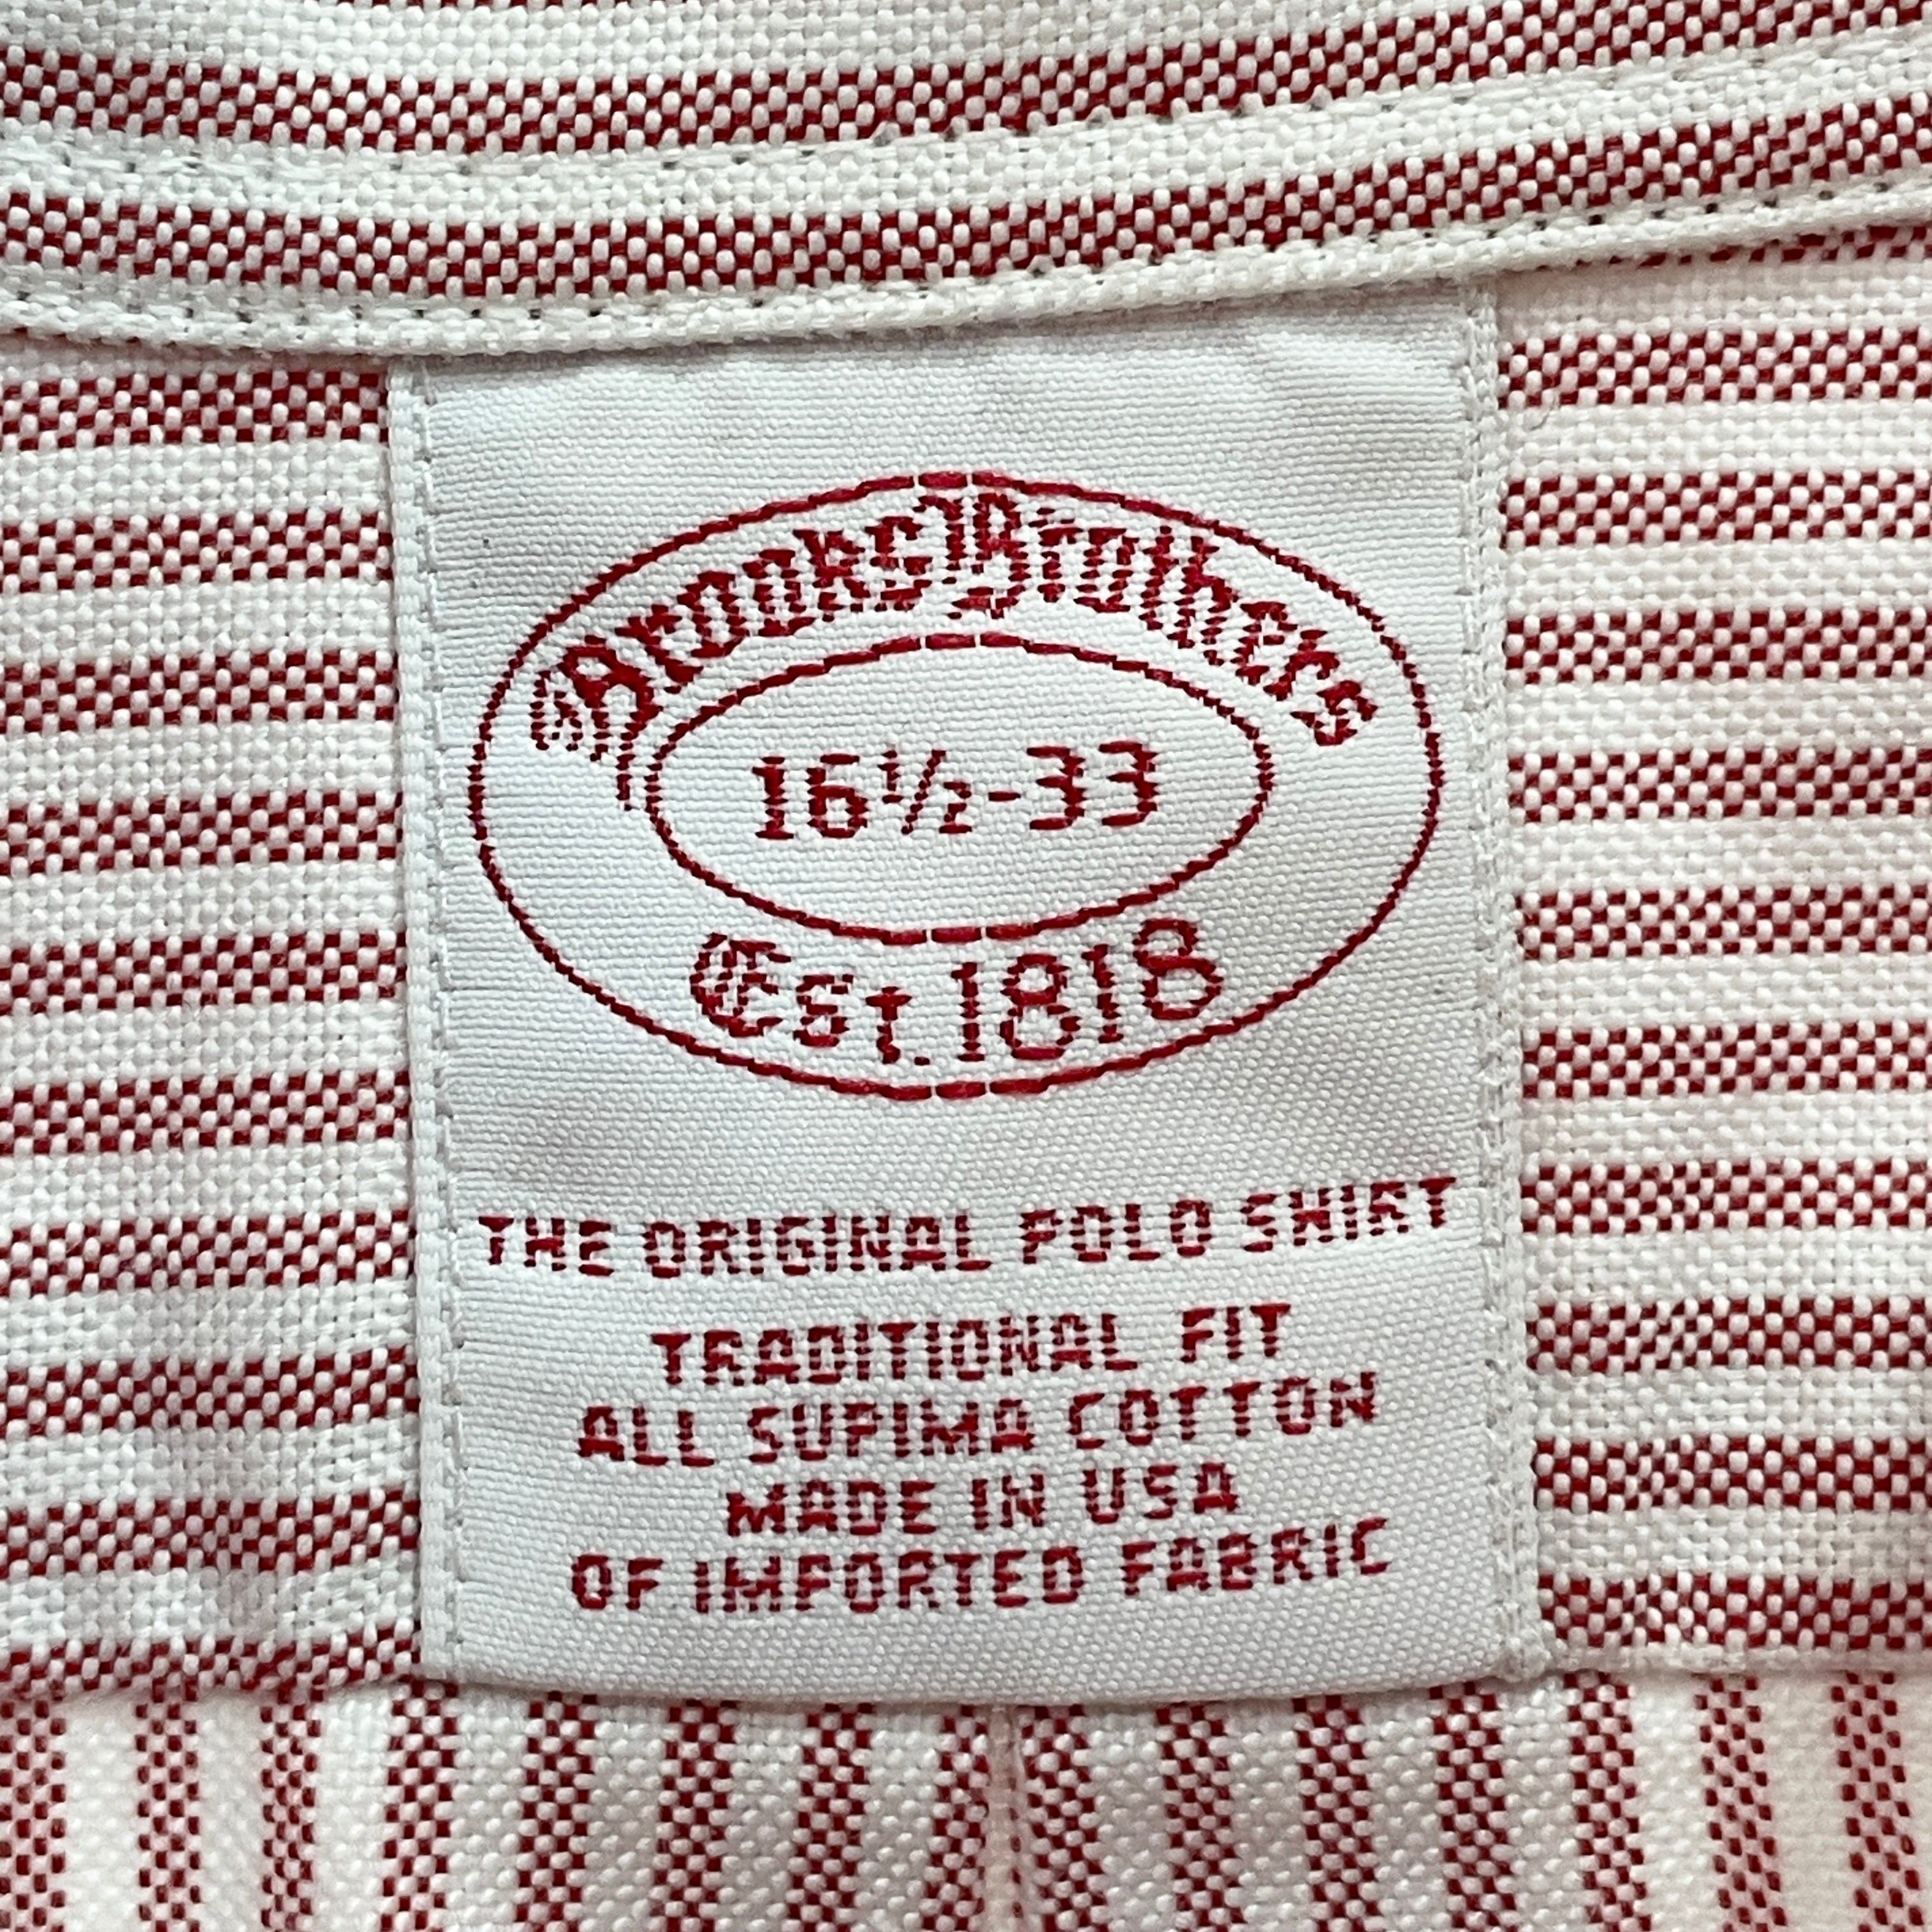 Brooks Brothers
16½-33
Est. 1818
THE ORIGINAL POLO SHIRT
TRADITIONAL FIT
ALL SUPIMA COTTON
MADE IN USA
OF IMPORTED FABRIC